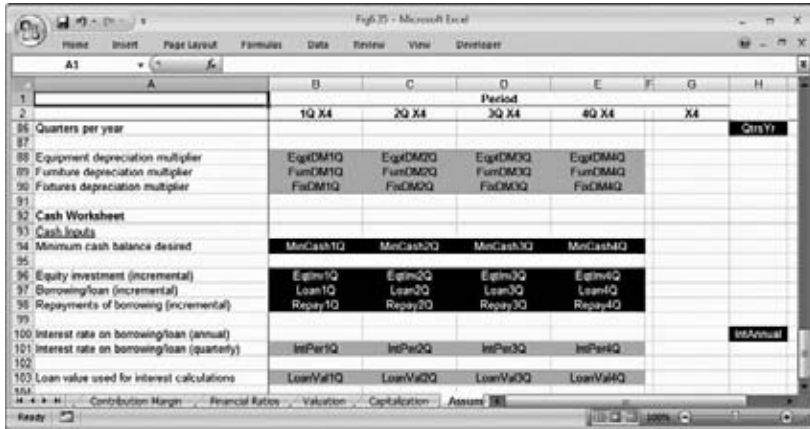 Fig6.35 - Microsoft Excel
Home Insert Page Layout Formulas Data Review View Developer
A1 fx
A B C D E F G H
1 Period
2 1Q X4 2Q X4 3Q X4 4Q X4 X4
86 Quarters per year QtrsYr
87
88 Equipment depreciation multiplier EqptDM1Q EqptDM2Q EqptDM3Q EqptDM4Q
89 Furniture depreciation multiplier FurnDM1Q FurnDM2Q FurnDM3Q FurnDM4Q
90 Fixtures depreciation multiplier FixDM1Q FixDM2Q FixDM3Q FixDM4Q
91
92 Cash Worksheet
93 Cash Inputs
94 Minimum cash balance desired MinCash1Q MinCash2Q MinCash3Q MinCash4Q
95
96 Equity investment (incremental) EqtInv1Q EqtInv2Q EqtInv3Q EqtInv4Q
97 Borrowing/loan (incremental) Loan1Q Loan2Q Loan3Q Loan4Q
98 Repayments of borrowing (incremental) Repay1Q Repay2Q Repay3Q Repay4Q
99
100 Interest rate on borrowing/loan (annual) IntAnnual
101 Interest rate on borrowing/loan (quarterly) IntPer1Q IntPer2Q IntPer3Q IntPer4Q
102
103 Loan value used for interest calculations LoanVal1Q LoanVal2Q LoanVal3Q LoanVal4Q
104
Contribution Margin Financial Ratios Valuation Capitalization Assum
Ready 100%